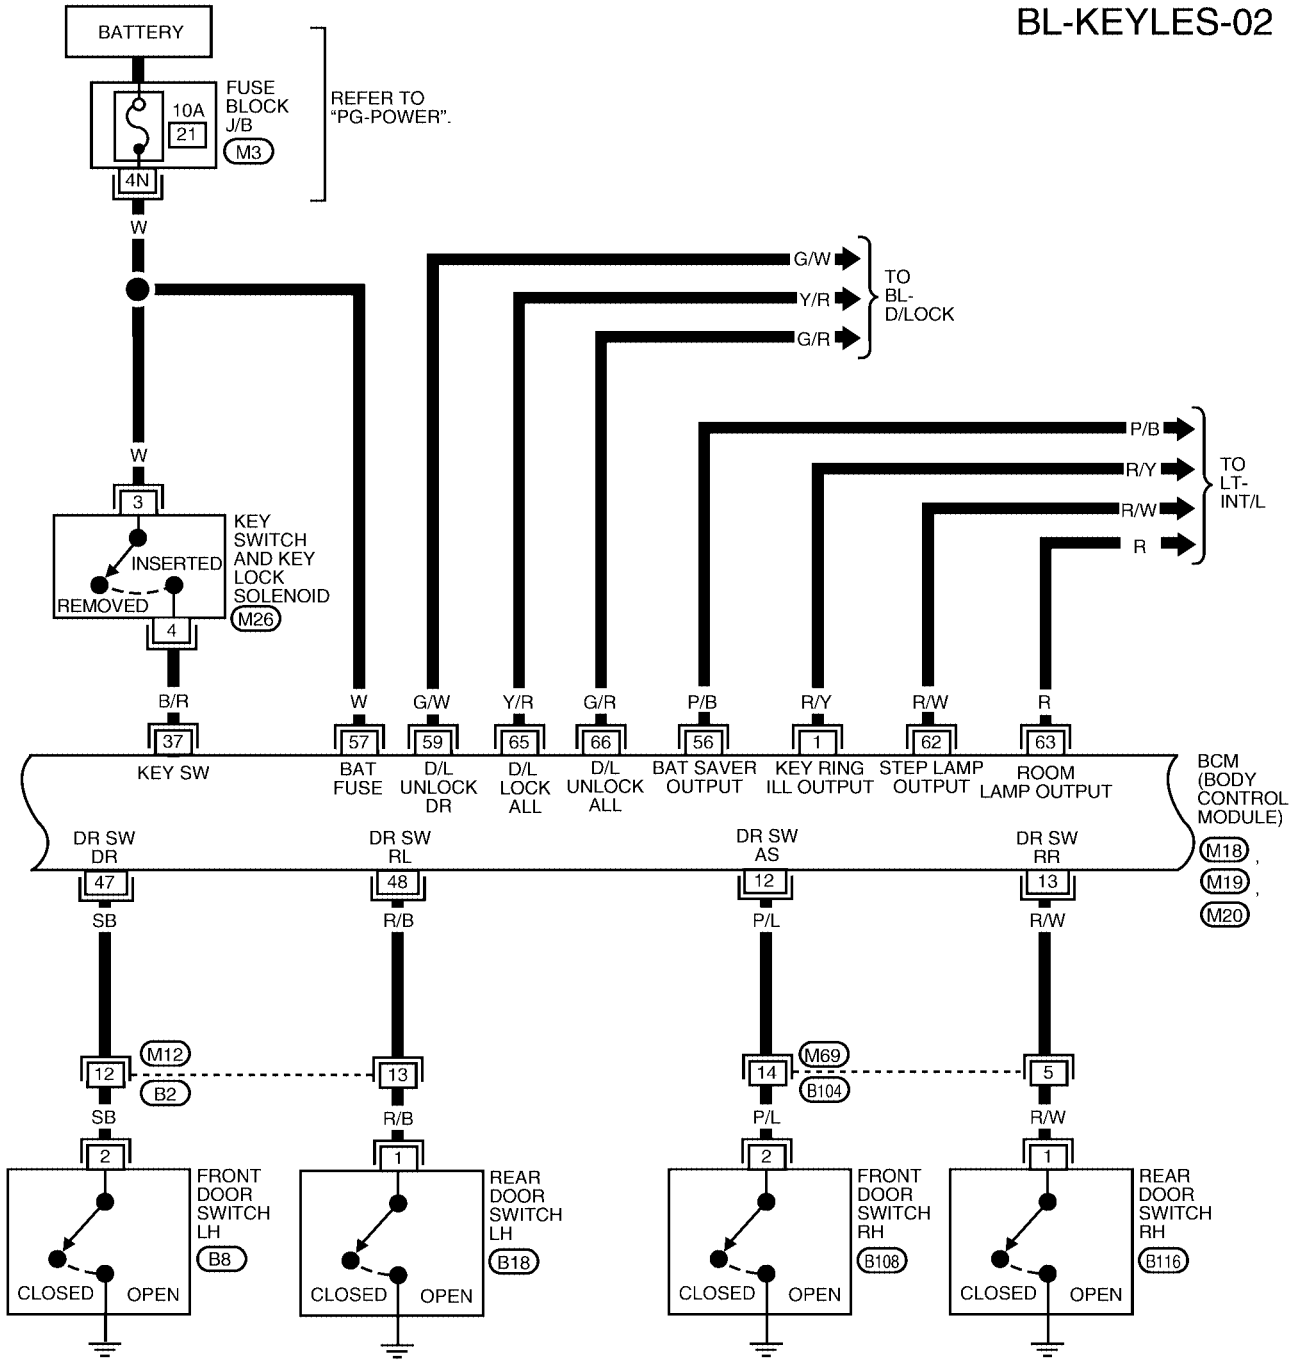 BL-KEYLES-02
BATTERY
FUSE
BLOCK
J/B
M3
10A
21
4N
REFER TO
"PG-POWER".
W
G/W
Y/R
G/R
TO
BL-
D/LOCK
P/B
R/Y
R/W
R
TO
LT-
INT/L
W
3
INSERTED
REMOVED
KEY
SWITCH
AND KEY
LOCK
SOLENOID
M26
4
B/R
W
G/W
Y/R
G/R
P/B
R/Y
R/W
R
37
57
59
65
66
56
1
62
63
KEY SW
BAT
FUSE
D/L
UNLOCK
DR
D/L
LOCK
ALL
D/L
UNLOCK
ALL
BAT SAVER
OUTPUT
KEY RING
ILL OUTPUT
STEP LAMP
OUTPUT
ROOM
LAMP OUTPUT
BCM
(BODY
CONTROL
MODULE)
M18 ,
M19 ,
M20
DR SW
DR
DR SW
RL
DR SW
AS
DR SW
RR
47
48
12
13
SB
R/B
P/L
R/W
12
M12
B2
13
14
M69
B104
5
SB
R/B
P/L
R/W
2
1
2
1
FRONT
DOOR
SWITCH
LH
B8
CLOSED
OPEN
REAR
DOOR
SWITCH
LH
B18
CLOSED
OPEN
FRONT
DOOR
SWITCH
RH
B108
CLOSED
OPEN
REAR
DOOR
SWITCH
RH
B116
CLOSED
OPEN